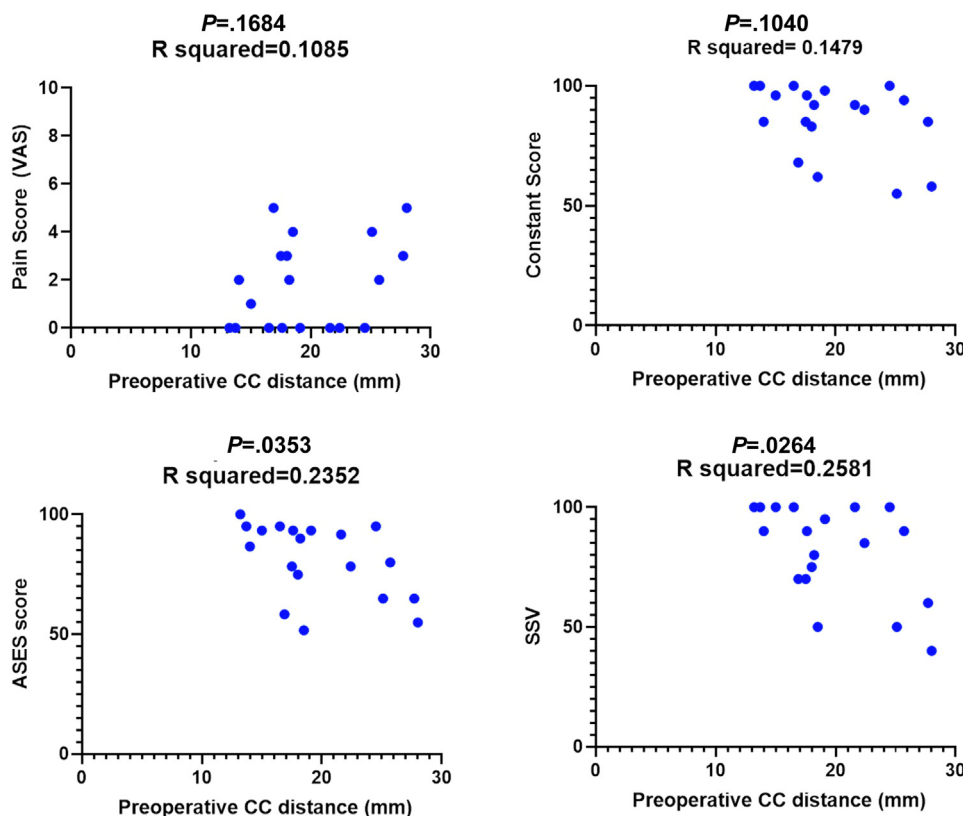 P=.1684
R squared=0.1085
10
8
6
4
2
0
Pain Score (VAS)
0 10 20 30
Preoperative CC distance (mm)
P=.1040
R squared= 0.1479
100
50
0
Constant Score
0 10 20 30
Preoperative CC distance (mm)
P=.0353
R squared=0.2352
100
50
0
ASES score
0 10 20 30
Preoperative CC distance (mm)
P=.0264
R squared=0.2581
100
50
0
SSV
0 10 20 30
Preoperative CC distance (mm)